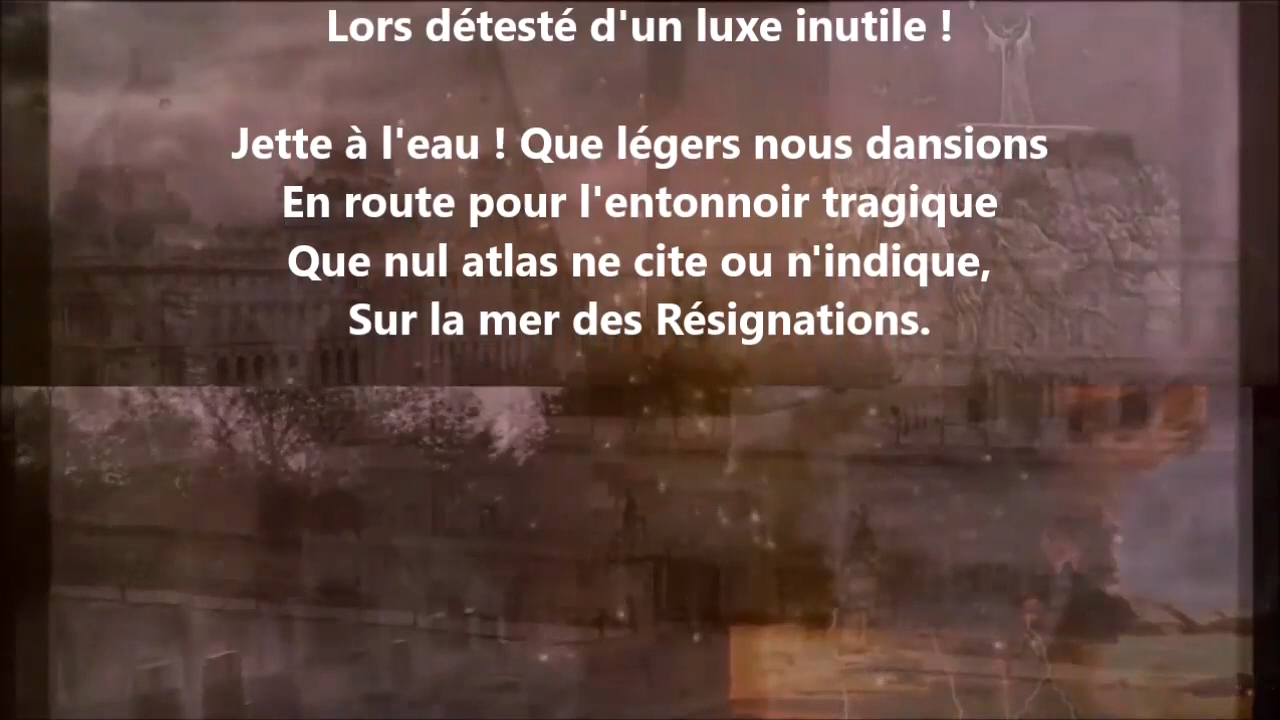 Lors détesté d'un luxe inutile !
Jette à l'eau ! Que légers nous dansions
En route pour l'entonnoir tragique
Que nul atlas ne cite ou n'indique,
Sur la mer des Résignations.